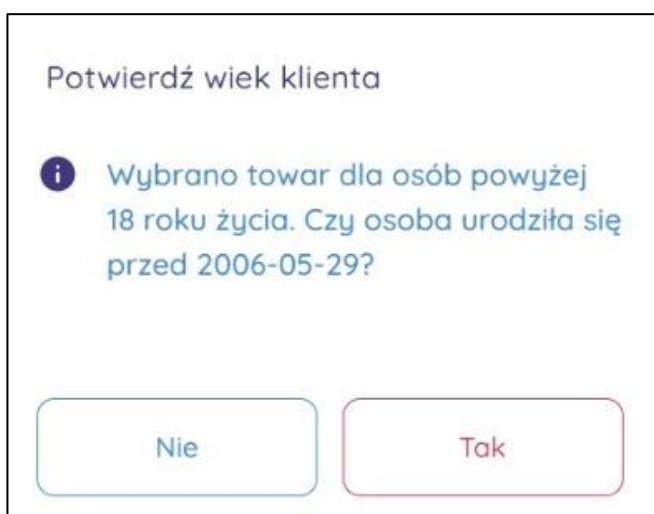 Potwierdź wiek klienta
Wybrano towar dla osób powyżej
18 roku życia. Czy osoba urodziła się
przed 2006-05-29?
Nie
Tak